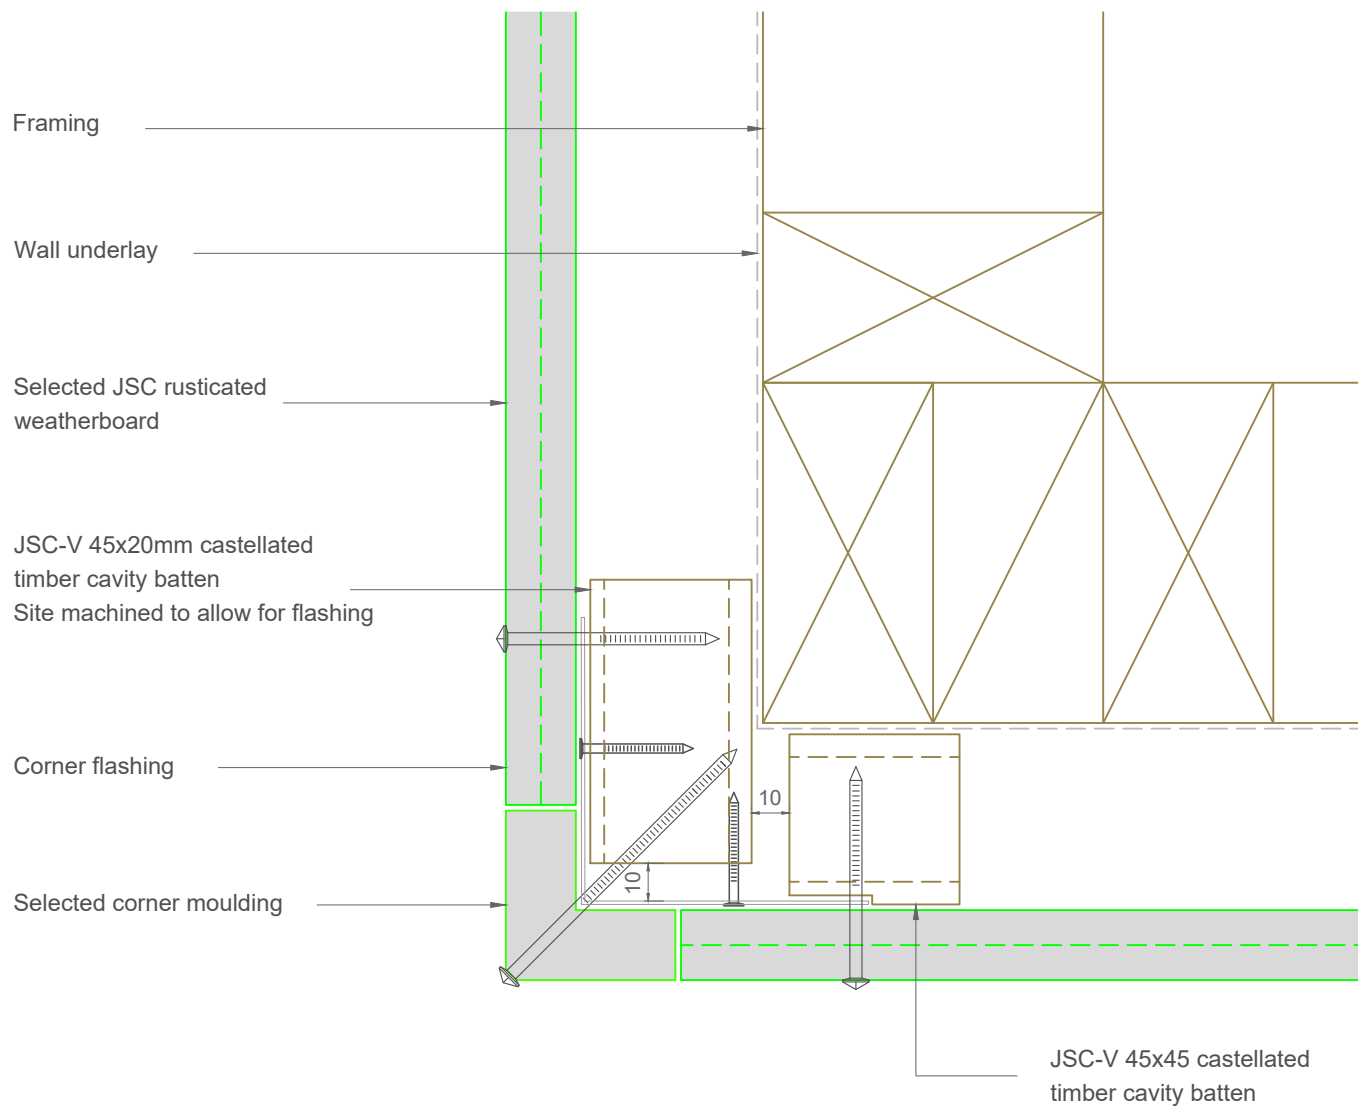 Framing
Wall underlay
Selected JSC rusticated
weatherboard
JSC-V 45x20mm castellated
timber cavity batten
Site machined to allow for flashing
Corner flashing
10
10
Selected corner moulding
JSC-V 45x45 castellated
timber cavity batten